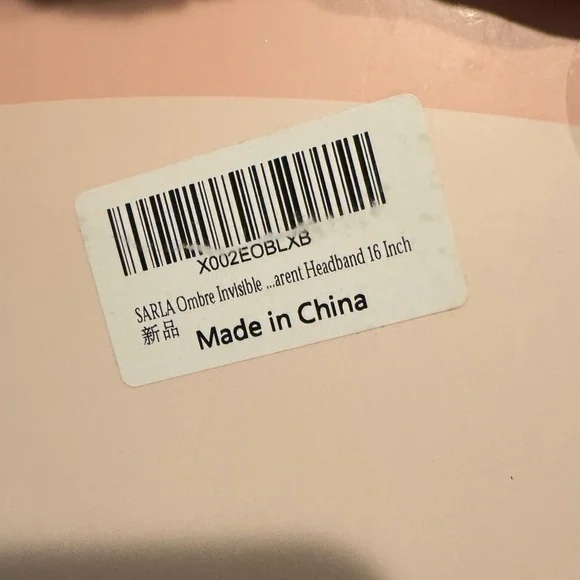 X002EOBLXB
SARLA Ombre Invisible ...arent Headband 16 Inch
新品
Made in China